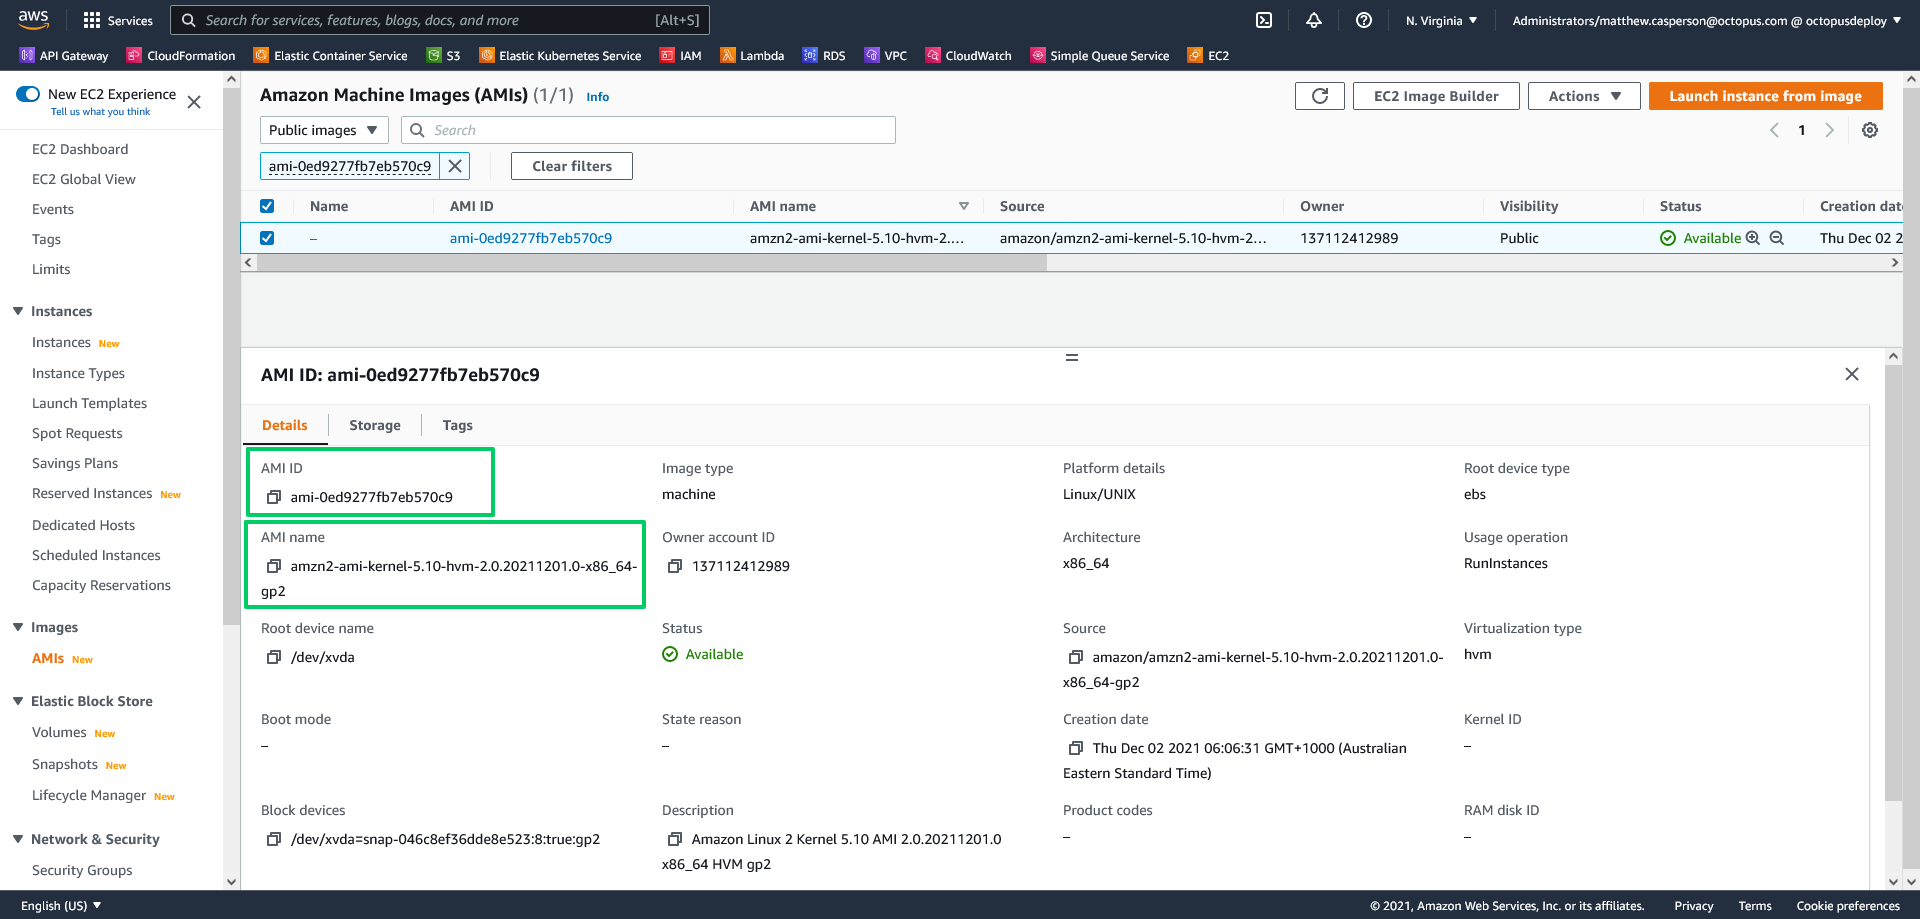 aws Services Search for services, features, blogs, docs, and more [Alt+S] N. Virginia Administrators/matthew.casperson@octopus.com @ octopusdeploy
API Gateway CloudFormation Elastic Container Service S3 Elastic Kubernetes Service IAM Lambda RDS VPC CloudWatch Simple Queue Service EC2
New EC2 Experience
Tell us what you think
EC2 Dashboard
EC2 Global View
Events
Tags
Limits
Instances
Instances New
Instance Types
Launch Templates
Spot Requests
Savings Plans
Reserved Instances New
Dedicated Hosts
Scheduled Instances
Capacity Reservations
Images
AMIs New
Elastic Block Store
Volumes New
Snapshots New
Lifecycle Manager New
Network & Security
Security Groups
Amazon Machine Images (AMIs) (1/1) Info EC2 Image Builder Actions Launch instance from image
Public images Search 1
ami-0ed9277fb7eb570c9 Clear filters
Name AMI ID AMI name Source Owner Visibility Status Creation date
– ami-0ed9277fb7eb570c9 amzn2-ami-kernel-5.10-hvm-2.... amazon/amzn2-ami-kernel-5.10-hvm-2... 137112412989 Public Available Thu Dec 02 2
AMI ID: ami-0ed9277fb7eb570c9
Details Storage Tags
AMI ID Image type Platform details Root device type
ami-0ed9277fb7eb570c9 machine Linux/UNIX ebs
AMI name Owner account ID Architecture Usage operation
amzn2-ami-kernel-5.10-hvm-2.0.20211201.0-x86_64- 137112412989 x86_64 RunInstances
gp2
Root device name Status Source Virtualization type
/dev/xvda Available amazon/amzn2-ami-kernel-5.10-hvm-2.0.20211201.0- hvm
x86_64-gp2
Boot mode State reason Creation date Kernel ID
– – Thu Dec 02 2021 06:06:31 GMT+1000 (Australian –
Eastern Standard Time)
Block devices Description Product codes RAM disk ID
/dev/xvda=snap-046c8ef36dde8e523:8:true:gp2 Amazon Linux 2 Kernel 5.10 AMI 2.0.20211201.0 – –
x86_64 HVM gp2
English (US) © 2021, Amazon Web Services, Inc. or its affiliates. Privacy Terms Cookie preferences